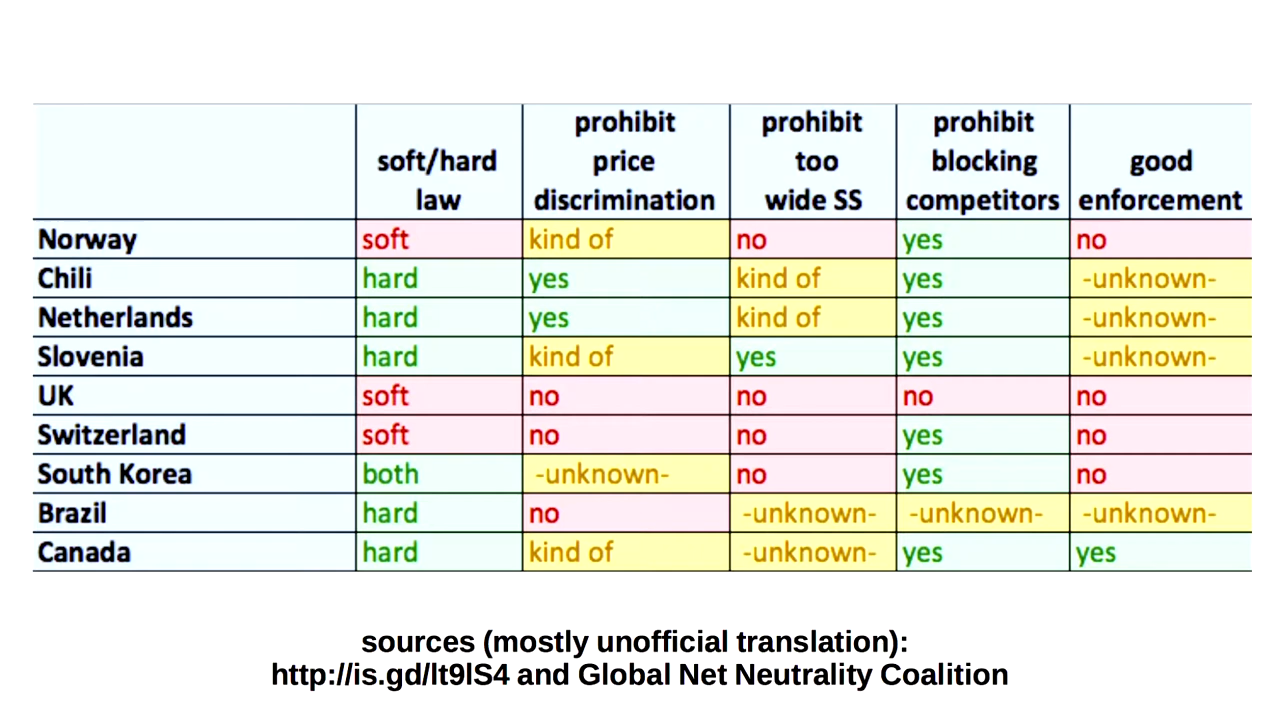 soft/hard law | prohibit price discrimination | prohibit too wide SS | prohibit blocking competitors | good enforcement
Norway | soft | kind of | no | yes | no
Chili | hard | yes | kind of | yes | -unknown-
Netherlands | hard | yes | kind of | yes | -unknown-
Slovenia | hard | kind of | yes | yes | -unknown-
UK | soft | no | no | no | no
Switzerland | soft | no | no | yes | no
South Korea | both | -unknown- | no | yes | no
Brazil | hard | no | -unknown- | -unknown- | -unknown-
Canada | hard | kind of | -unknown- | yes | yes
sources (mostly unofficial translation):
http://is.gd/lt9lS4 and Global Net Neutrality Coalition